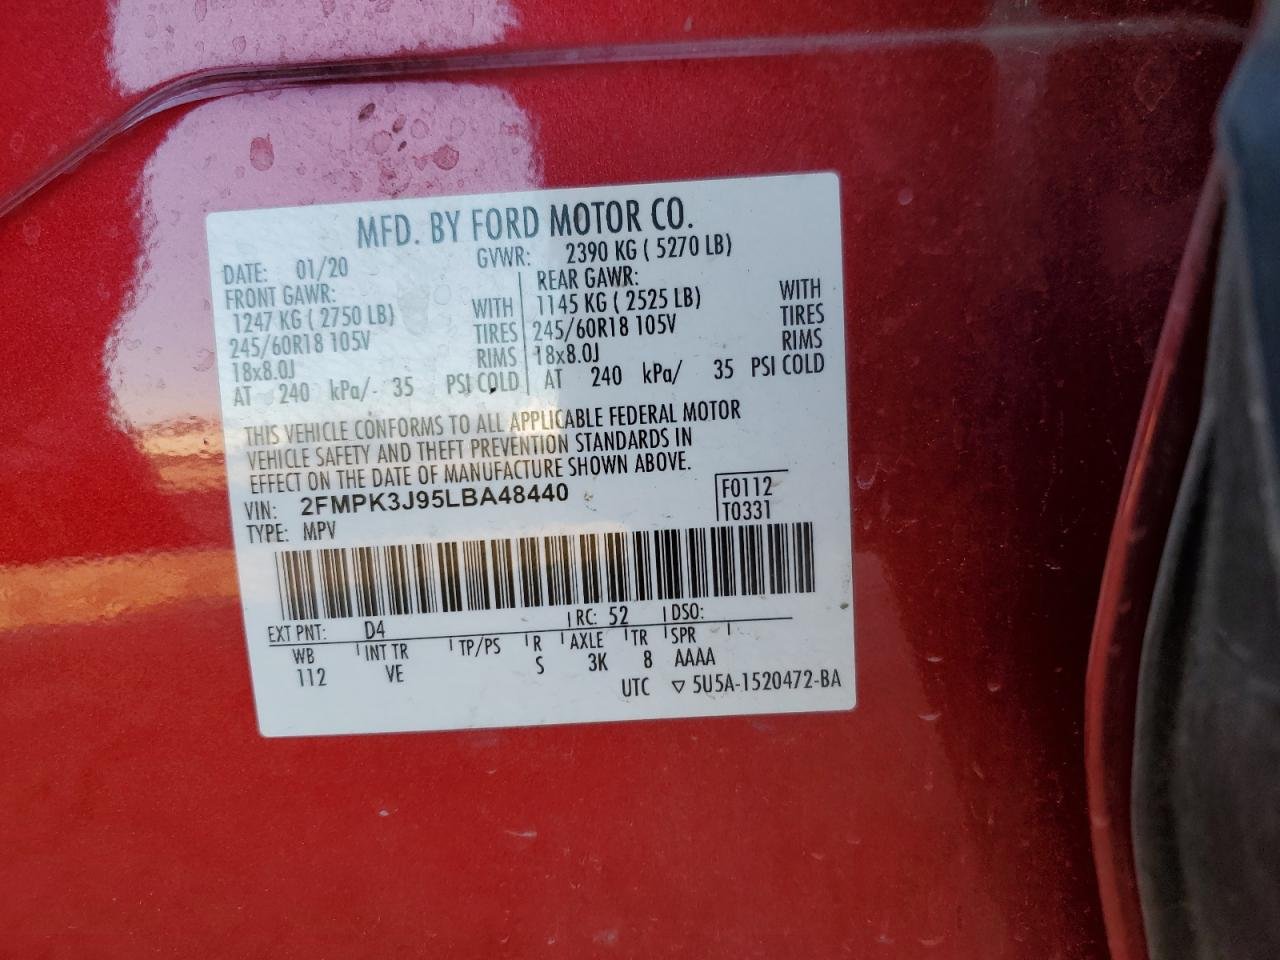 MFD. BY FORD MOTOR CO.
DATE: 01/20 GVWR: 2390 KG ( 5270 LB)
FRONT GAWR: REAR GAWR:
1247 KG ( 2750 LB) WITH 1145 KG ( 2525 LB) WITH
245/60R18 105V TIRES 245/60R18 105V TIRES
18x8.0J RIMS 18x8.0J RIMS
AT 240 kPa/ 35 PSI COLD AT 240 kPa/ 35 PSI COLD
THIS VEHICLE CONFORMS TO ALL APPLICABLE FEDERAL MOTOR
VEHICLE SAFETY AND THEFT PREVENTION STANDARDS IN
EFFECT ON THE DATE OF MANUFACTURE SHOWN ABOVE.
VIN: 2FMPK3J95LBA48440 F0112
TYPE: MPV T0331
EXT PNT: D4 RC: 52 DSO:
WB INT TR TP/PS R AXLE TR SPR
112 VE S 3K 8 AAAA
UTC ▽ 5U5A-1520472-BA